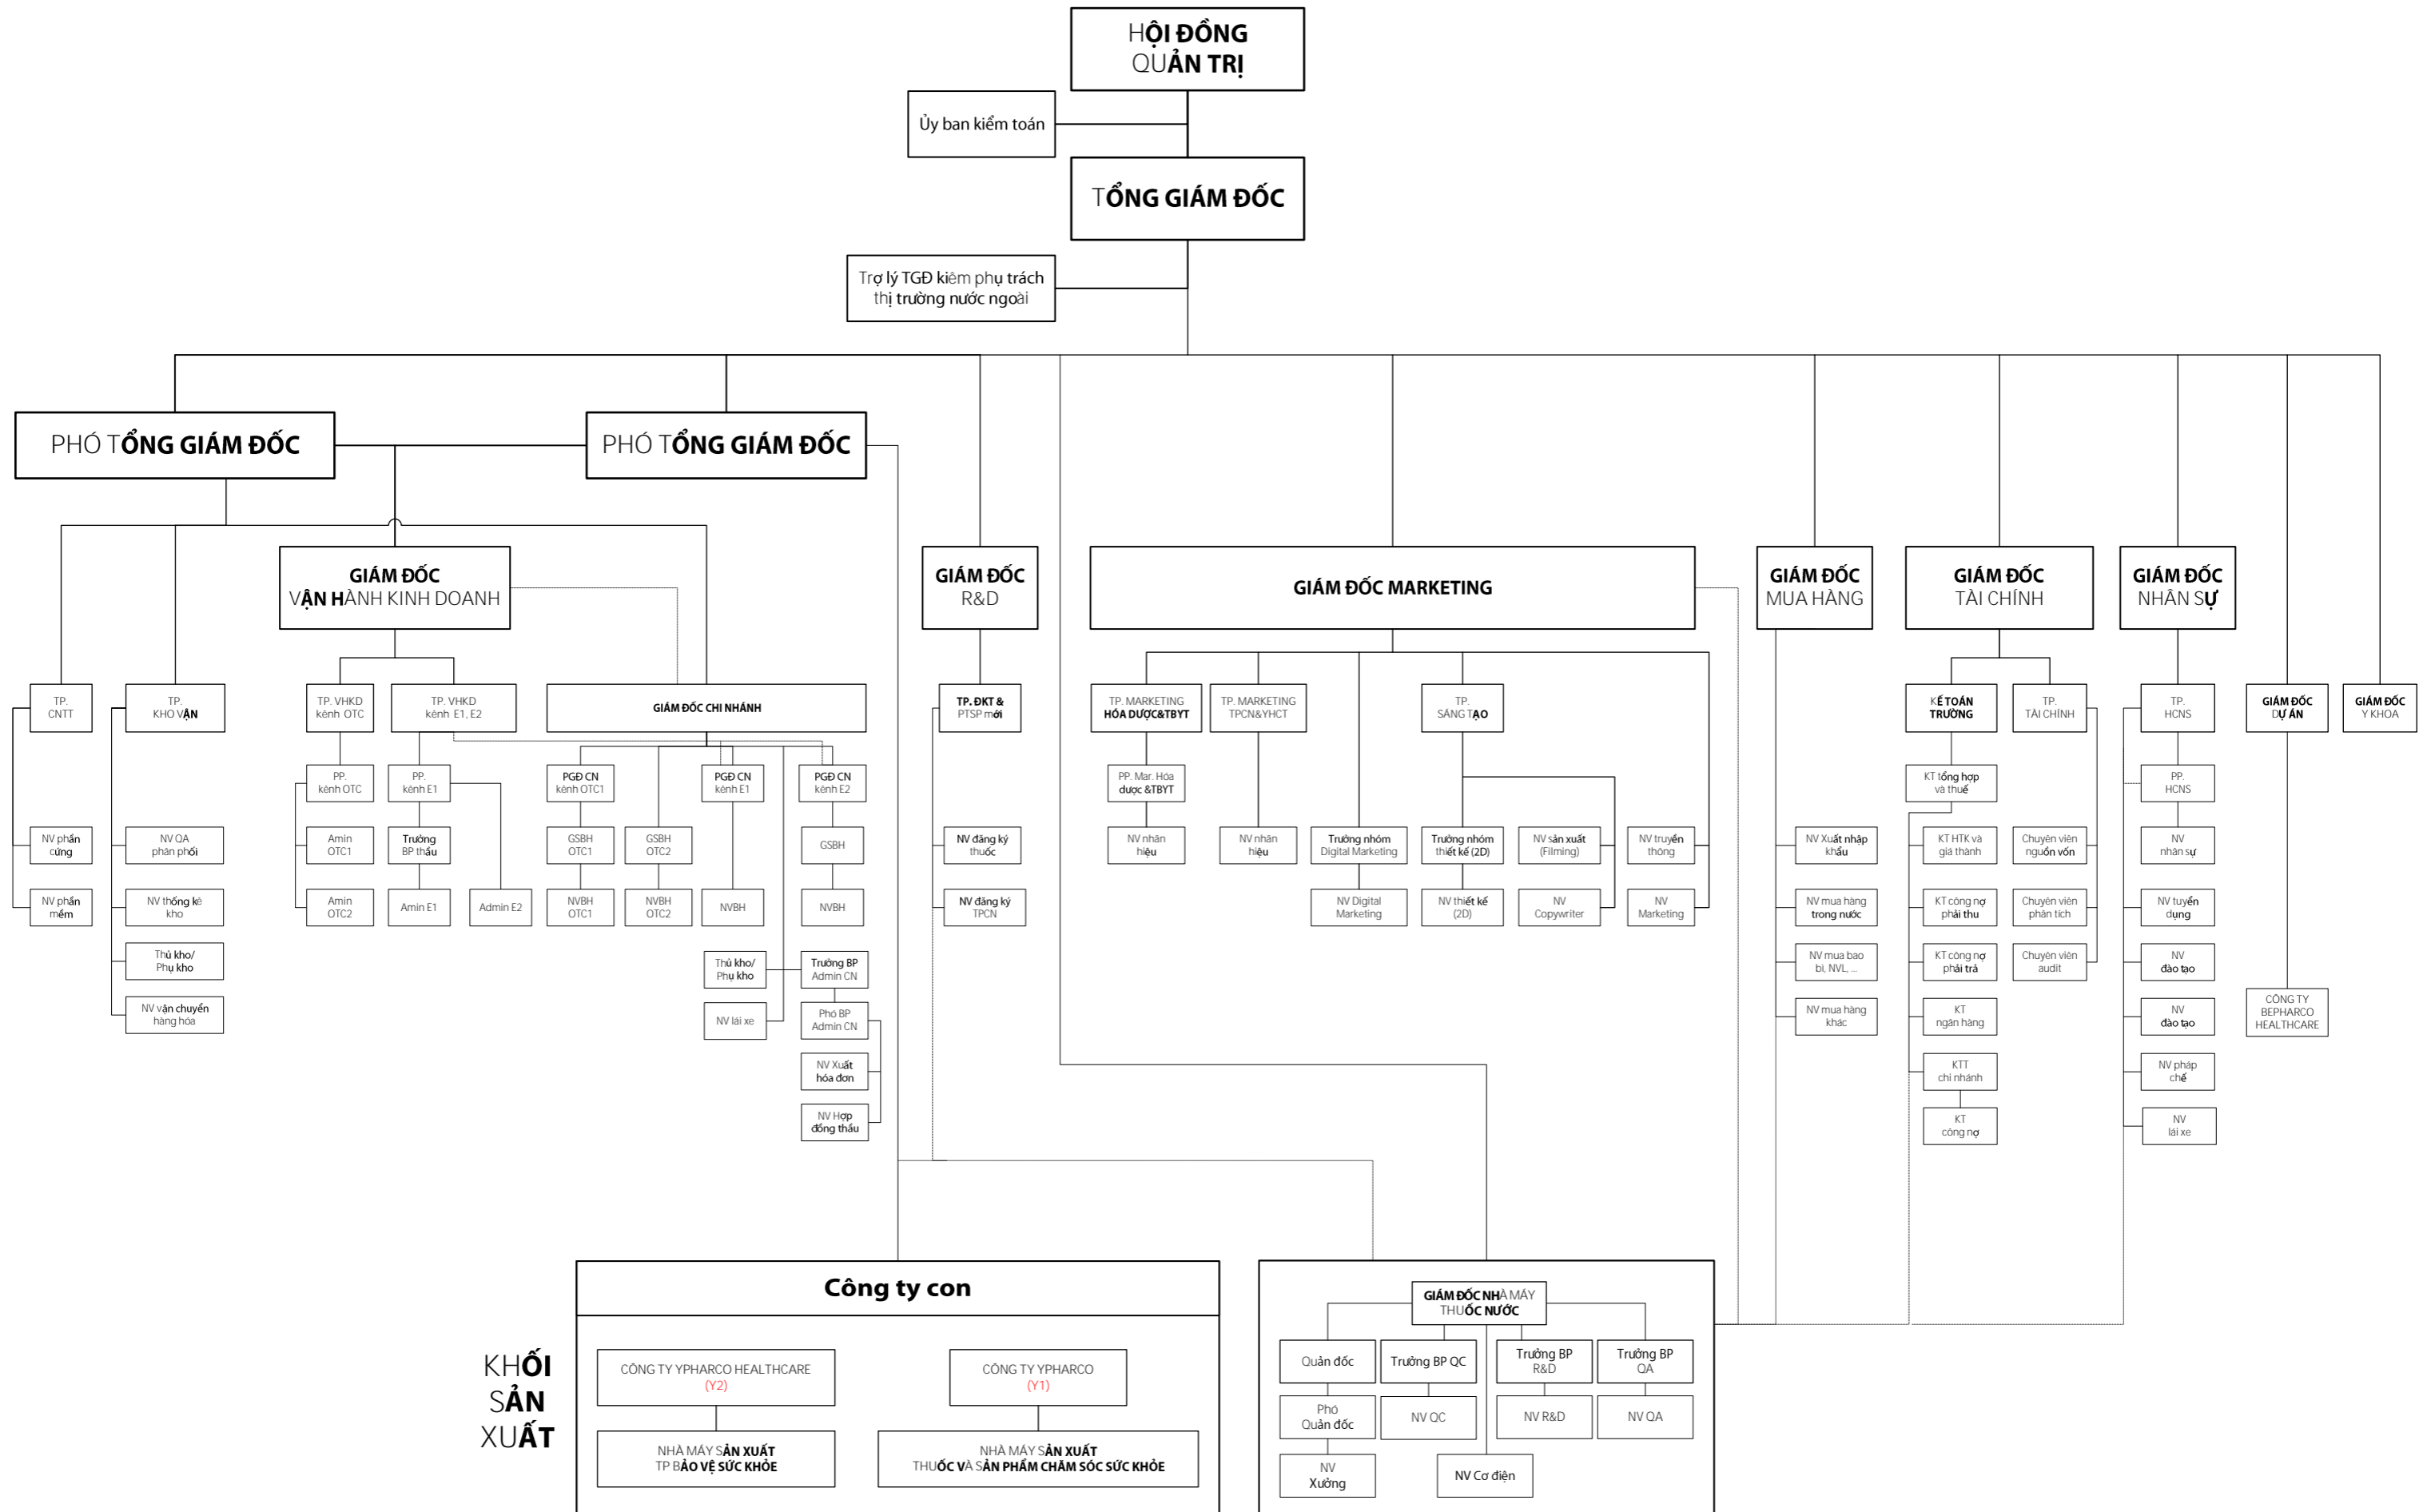 HỘI ĐỒNG
QUẢN TRỊ
Ủy ban kiểm toán
TỔNG GIÁM ĐỐC
Trợ lý TGĐ kiêm phụ trách
thị trường nước ngoài
PHÓ TỔNG GIÁM ĐỐC
PHÓ TỔNG GIÁM ĐỐC
GIÁM ĐỐC
VẬN HÀNH KINH DOANH
GIÁM ĐỐC
R&D
GIÁM ĐỐC MARKETING
GIÁM ĐỐC
MUA HÀNG
GIÁM ĐỐC
TÀI CHÍNH
GIÁM ĐỐC
NHÂN SỰ
TP.
CNTT
TP.
KHO VẬN
TP. VHKD
kênh OTC
TP. VHKD
kênh E1, E2
GIÁM ĐỐC CHI NHÁNH
TP. ĐKT &
PTSP mới
TP. MARKETING
HÓA DƯỢC&TBYT
TP. MARKETING
TPCN&YHCT
TP.
SÁNG TẠO
KẾ TOÁN
TRƯỞNG
TP.
TÀI CHÍNH
TP.
HCNS
GIÁM ĐỐC
DỰ ÁN
GIÁM ĐỐC
Y KHOA
PP.
kênh OTC
PP.
kênh E1
PGĐ CN
kênh OTC1
PGĐ CN
kênh E1
PGĐ CN
kênh E2
PP. Mar. Hóa
dược &TBYT
KT tổng hợp
và thuế
PP.
HCNS
NV phần
cứng
NV QA
phân phối
Amin
OTC1
Trưởng
BP thầu
GSBH
OTC1
GSBH
OTC2
GSBH
NV đăng ký
thuốc
NV nhãn
hiệu
NV nhãn
hiệu
Trưởng nhóm
Digital Marketing
Trưởng nhóm
thiết kế (2D)
NV sản xuất
(Filming)
NV truyền
thông
NV Xuất nhập
khẩu
KT HTK và
giá thành
Chuyên viên
nguồn vốn
NV
nhân sự
NV phần
mềm
NV thống kê
kho
Amin
OTC2
Amin E1
Admin E2
NVBH
OTC1
NVBH
OTC2
NVBH
NVBH
NV đăng ký
TPCN
NV Digital
Marketing
NV thiết kế
(2D)
NV
Copywriter
NV
Marketing
NV mua hàng
trong nước
KT công nợ
phải thu
Chuyên viên
phân tích
NV tuyển
dụng
Thủ kho/
Phụ kho
Thủ kho/
Phụ kho
Trưởng BP
Admin CN
NV mua bao
bì, NVL, ...
KT công nợ
phải trả
Chuyên viên
audit
NV
đào tạo
NV vận chuyển
hàng hóa
NV lái xe
Phó BP
Admin CN
NV mua hàng
khác
KT
ngân hàng
NV
đào tạo
CÔNG TY
BEPHARCO
HEALTHCARE
NV Xuất
hóa đơn
KTT
chi nhánh
NV pháp
chế
NV Hợp
đồng thầu
KT
công nợ
NV
lái xe
Công ty con
KHỐI
SẢN
XUẤT
CÔNG TY YPHARCO HEALTHCARE
(Y2)
CÔNG TY YPHARCO
(Y1)
NHÀ MÁY SẢN XUẤT
TP BẢO VỆ SỨC KHỎE
NHÀ MÁY SẢN XUẤT
THUỐC VÀ SẢN PHẨM CHĂM SÓC SỨC KHỎE
GIÁM ĐỐC NHÀ MÁY
THUỐC NƯỚC
Quản đốc
Trưởng BP QC
Trưởng BP
R&D
Trưởng BP
QA
Phó
Quản đốc
NV QC
NV R&D
NV QA
NV
Xưởng
NV Cơ điện